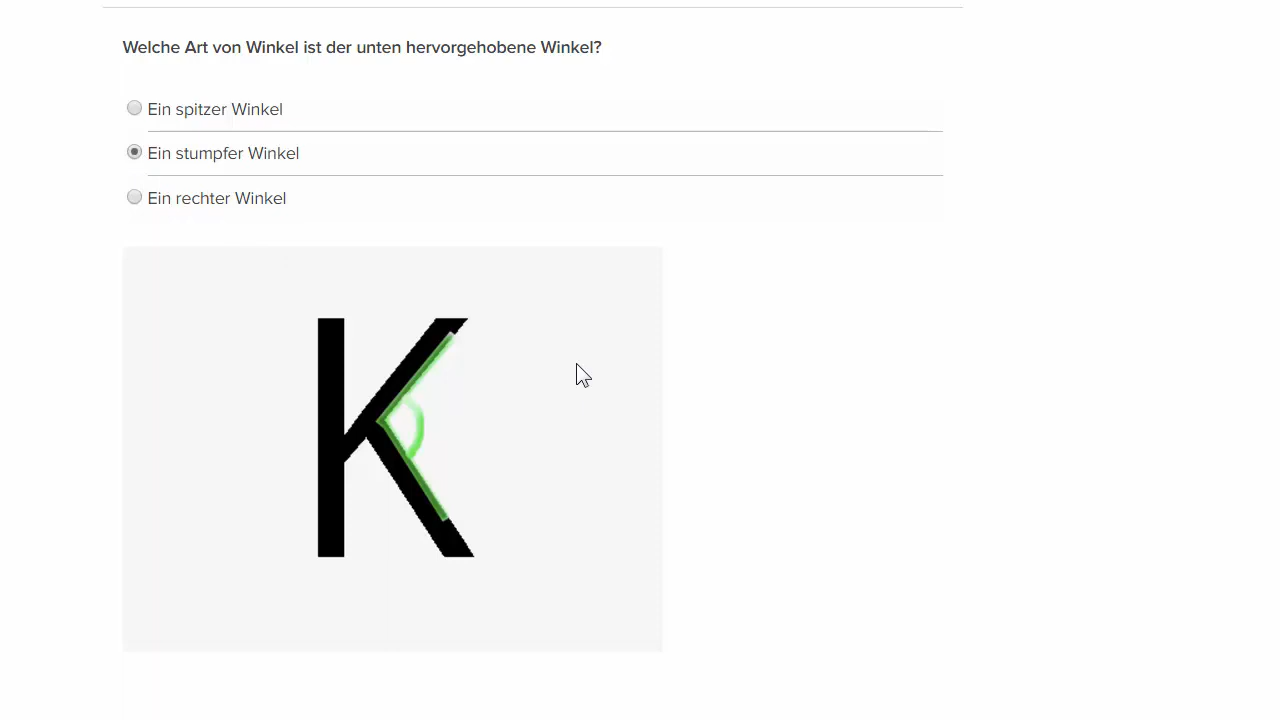 Welche Art von Winkel ist der unten hervorgehobene Winkel?
Ein spitzer Winkel
Ein stumpfer Winkel
Ein rechter Winkel
K